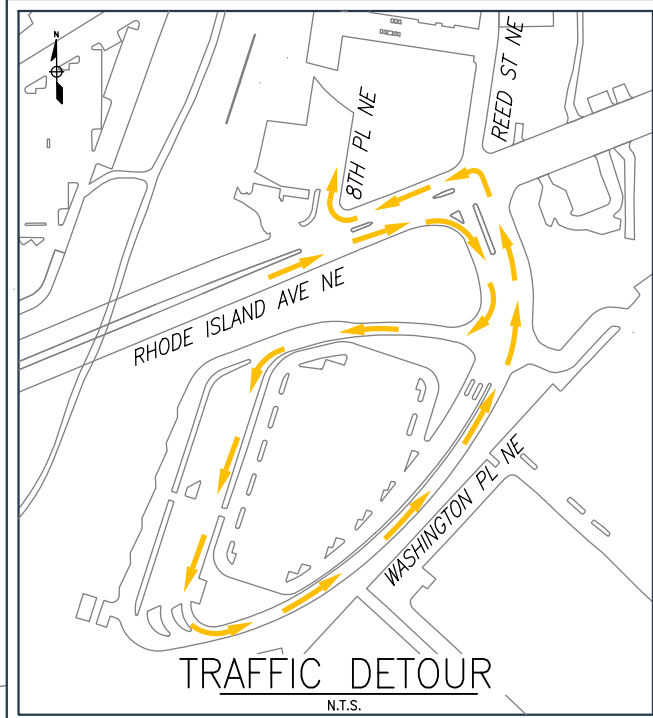 N
REED ST NE
8TH PL NE
RHODE ISLAND AVE NE
WASHINGTON PL NE
TRAFFIC DETOUR
N.T.S.